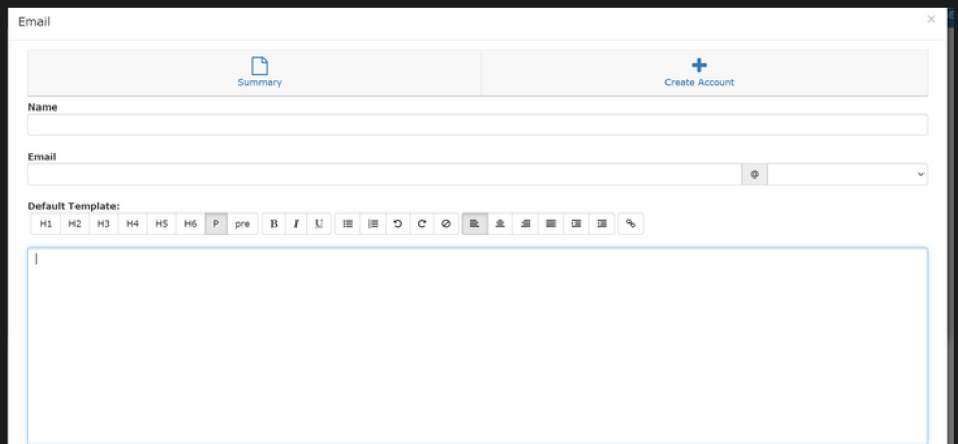 Email ×
Summary Create Account
Name
Email
@
Default Template:
H1 H2 H3 H4 H5 H6 P pre B I U